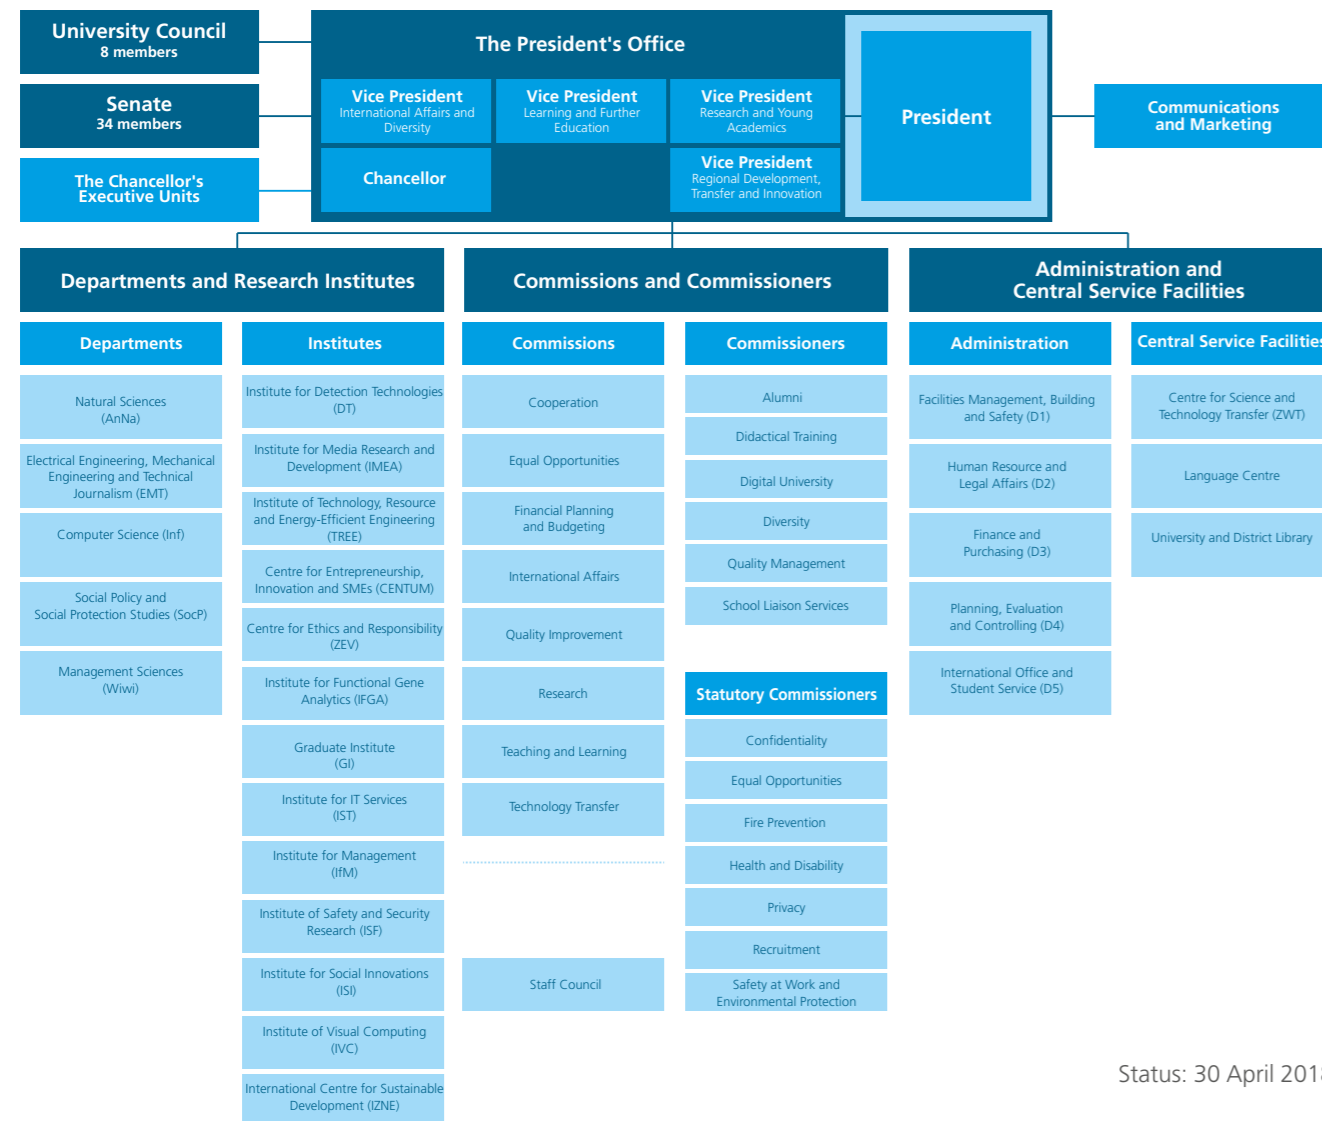 University Council
8 members
Senate
34 members
The Chancellor's
Executive Units
The President's Office
Vice President
International Affairs and
Diversity
Vice President
Learning and Further
Education
Vice President
Research and Young
Academics
Chancellor
Vice President
Regional Development,
Transfer and Innovation
President
Communications
and Marketing
Departments and Research Institutes
Commissions and Commissioners
Administration and
Central Service Facilities
Departments
Natural Sciences
(AnNa)
Electrical Engineering, Mechanical
Engineering and Technical
Journalism (EMT)
Computer Science (Inf)
Social Policy and
Social Protection Studies (SocP)
Management Sciences
(Wiwi)
Institutes
Institute for Detection Technologies
(DT)
Institute for Media Research and
Development (IMEA)
Institute of Technology, Resource
and Energy-Efficient Engineering
(TREE)
Centre for Entrepreneurship,
Innovation and SMEs (CENTUM)
Centre for Ethics and Responsibility
(ZEV)
Institute for Functional Gene
Analytics (IFGA)
Graduate Institute
(GI)
Institute for IT Services
(IST)
Institute for Management
(IfM)
Institute of Safety and Security
Research (ISF)
Institute for Social Innovations
(ISI)
Institute of Visual Computing
(IVC)
International Centre for Sustainable
Development (IZNE)
Commissions
Cooperation
Equal Opportunities
Financial Planning
and Budgeting
International Affairs
Quality Improvement
Research
Teaching and Learning
Technology Transfer
Staff Council
Commissioners
Alumni
Didactical Training
Digital University
Diversity
Quality Management
School Liaison Services
Statutory Commissioners
Confidentiality
Equal Opportunities
Fire Prevention
Health and Disability
Privacy
Recruitment
Safety at Work and
Environmental Protection
Administration
Facilities Management, Building
and Safety (D1)
Human Resource and
Legal Affairs (D2)
Finance and
Purchasing (D3)
Planning, Evaluation
and Controlling (D4)
International Office and
Student Service (D5)
Central Service Facilities
Centre for Science and
Technology Transfer (ZWT)
Language Centre
University and District Library
Status: 30 April 2018